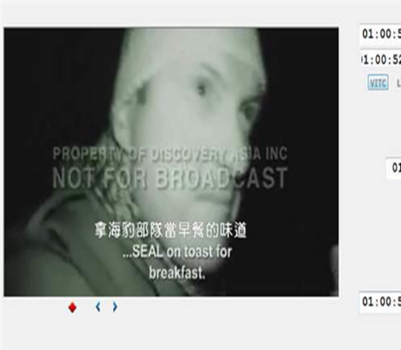 01:00:5
01:00:52
VITC
PROPERTY OF DISCOVERY ASIA INC
NOT FOR BROADCAST
01
拿海豹部隊當早餐的味道
...SEAL on toast for
breakfast.
01:00:5